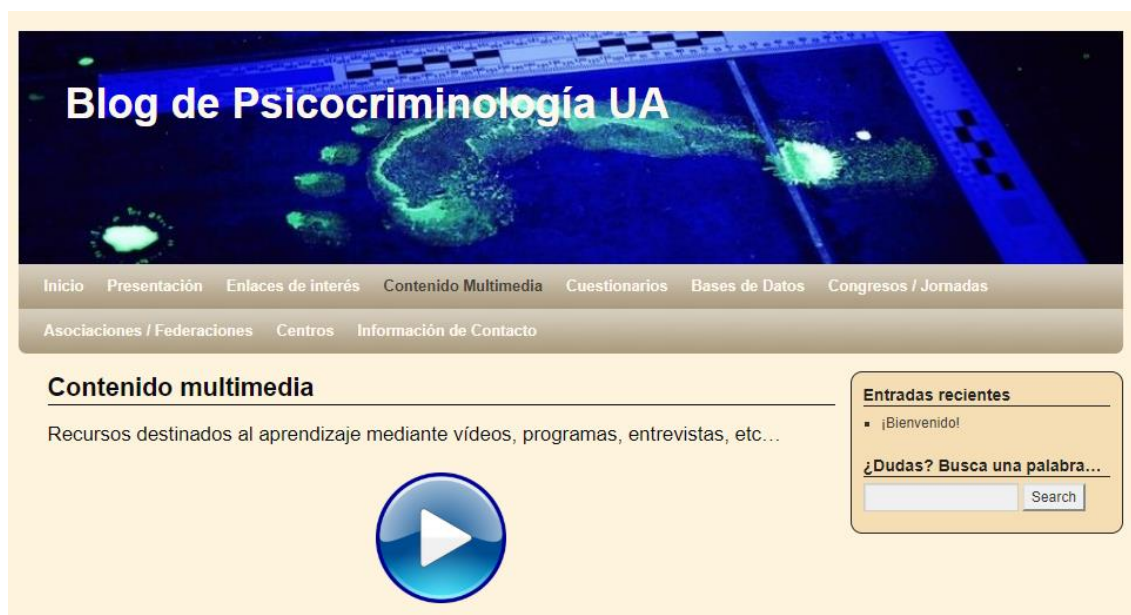 Blog de Psicocriminología UA
Inicio Presentación Enlaces de interés Contenido Multimedia Cuestionarios Bases de Datos Congresos / Jornadas
Asociaciones / Federaciones Centros Información de Contacto
Contenido multimedia
Recursos destinados al aprendizaje mediante vídeos, programas, entrevistas, etc…
Entradas recientes
¡Bienvenido!
¿Dudas? Busca una palabra…
Search